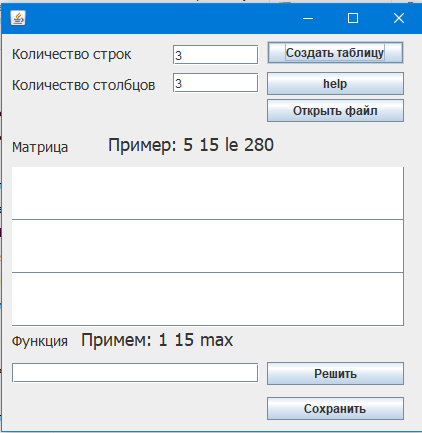 Количество строк 3 Создать таблицу
Количество столбцов 3 help
Открыть файл
Матрица Пример: 5 15 le 280
Функция Примем: 1 15 max
Решить
Сохранить